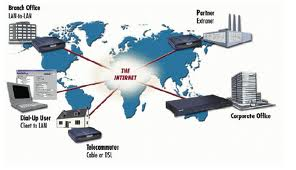 Branch Office
LAN-to-LAN
Partner
Extranet
THE
INTERNET
Dial-Up User
Client to LAN
Corporate Office
Telecommuter
Cable or DSL